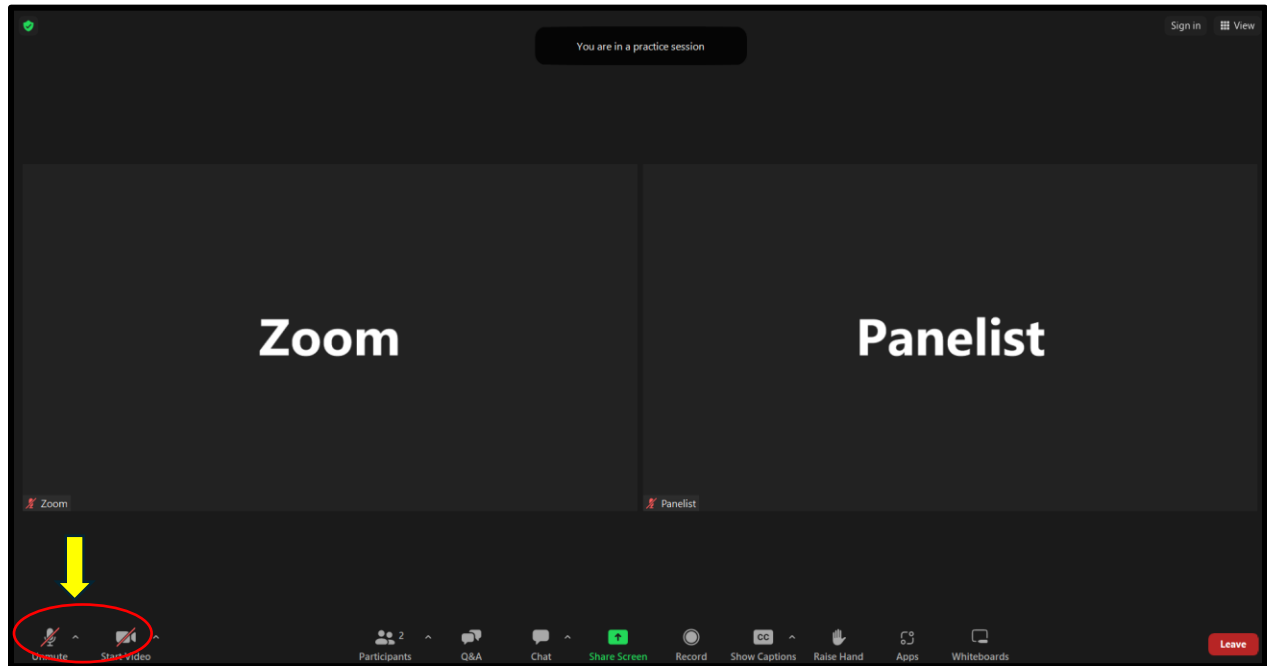 Sign in View
You are in a practice session
Zoom Panelist
Zoom Panelist
Unmute Start Video Participants 2 Q&A Chat Share Screen Record CC Show Captions Raise Hand Apps Whiteboards Leave